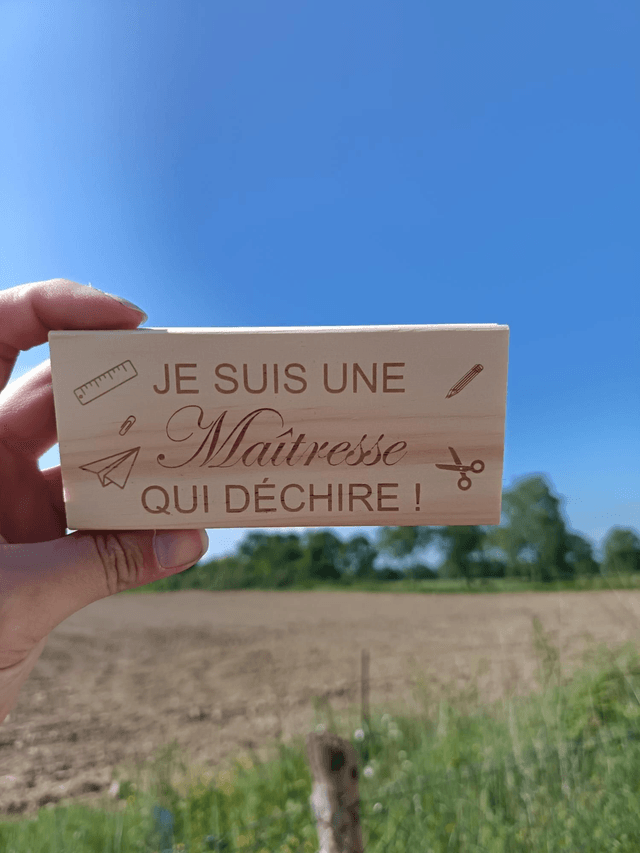 JE SUIS UNE
Maîtresse
QUI DÉCHIRE !